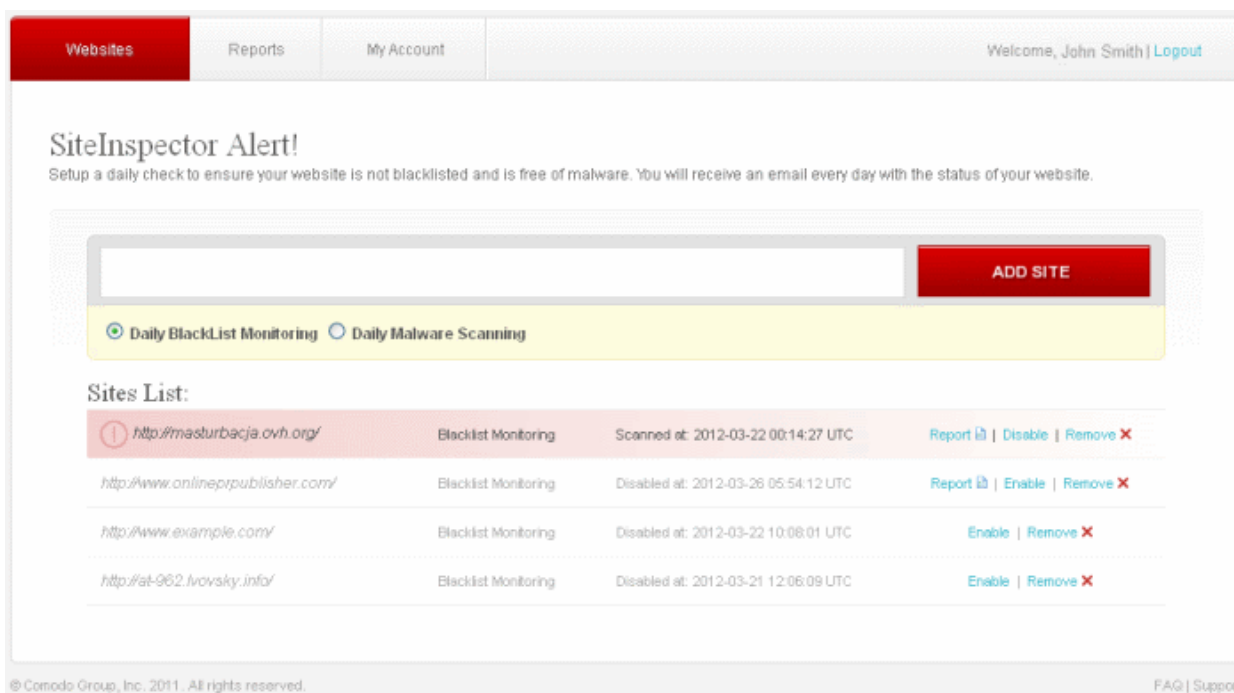 Websites Reports My Account Welcome, John Smith | Logout
SiteInspector Alert!
Setup a daily check to ensure your website is not blacklisted and is free of malware. You will receive an email every day with the status of your website.
ADD SITE
Daily BlackList Monitoring Daily Malware Scanning
Sites List:
http://masturbacja.ovh.org/ Blacklist Monitoring Scanned at: 2012-03-22 00:14:27 UTC Report | Disable | Remove
http://www.onlineprpublisher.com/ Blacklist Monitoring Disabled at: 2012-03-26 05:54:12 UTC Report | Enable | Remove
http://www.example.com/ Blacklist Monitoring Disabled at: 2012-03-22 10:08:01 UTC Enable | Remove
http://at-962.lvovsky.info/ Blacklist Monitoring Disabled at: 2012-03-21 12:06:09 UTC Enable | Remove
© Comodo Group, Inc. 2011. All rights reserved. FAQ | Suppo